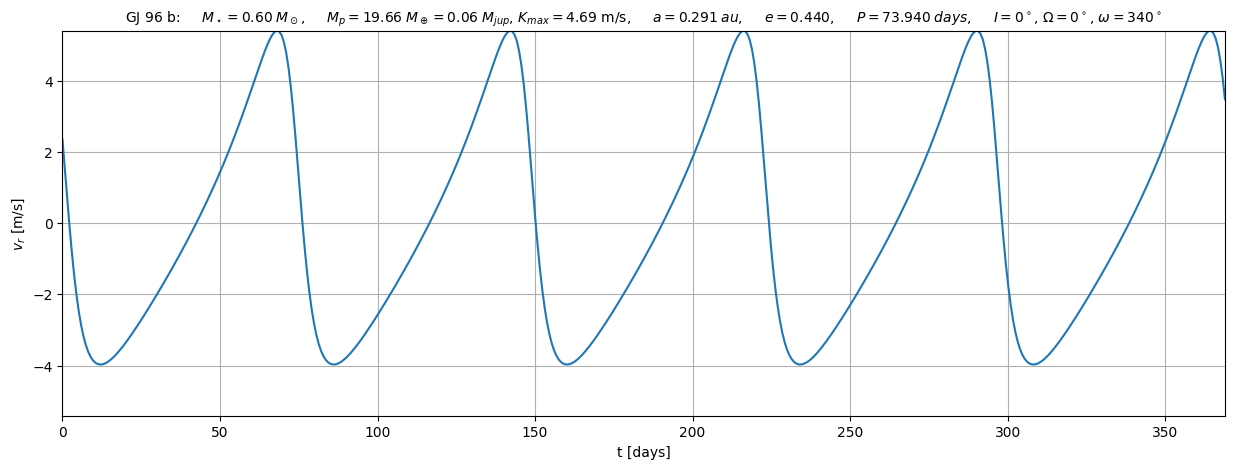 GJ 96 b: M⋆ = 0.60 M⊙, Mp = 19.66 M⊕ = 0.06 Mjup, Kmax = 4.69 m/s, a = 0.291 au, e = 0.440, P = 73.940 days, I = 0°, Ω = 0°, ω = 340°
4
2
0
−2
−4
vr [m/s]
0 50 100 150 200 250 300 350
t [days]